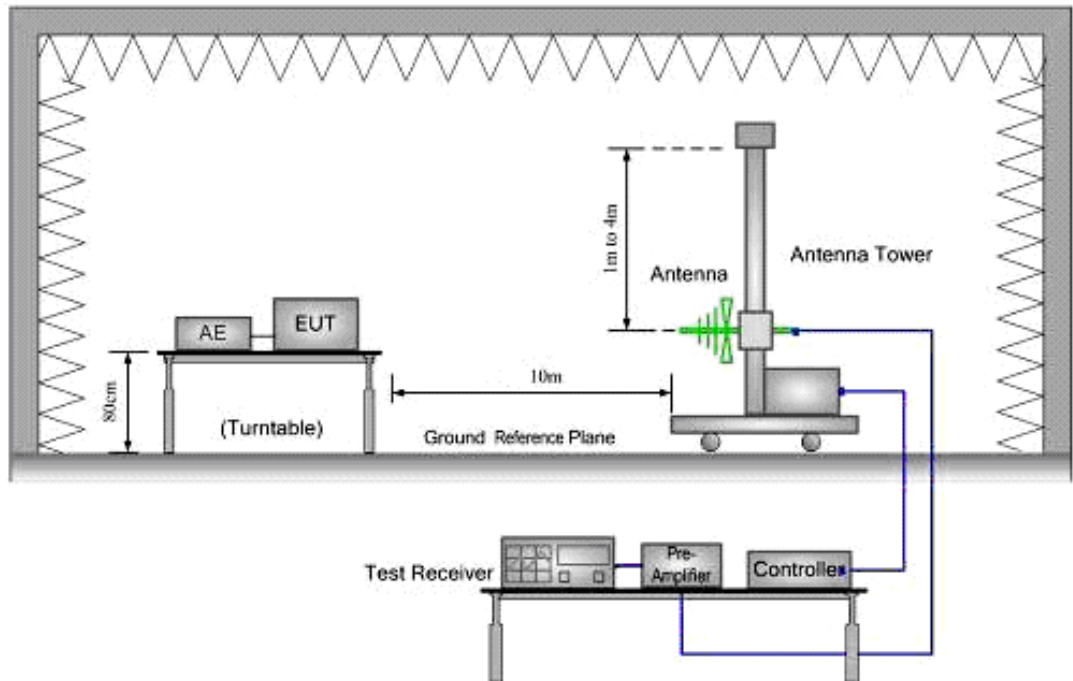 1m to 4m
Antenna
Antenna Tower
AE
EUT
80cm
10m
(Turntable)
Ground Reference Plane
Test Receiver
Pre-
Amplifier
Controller